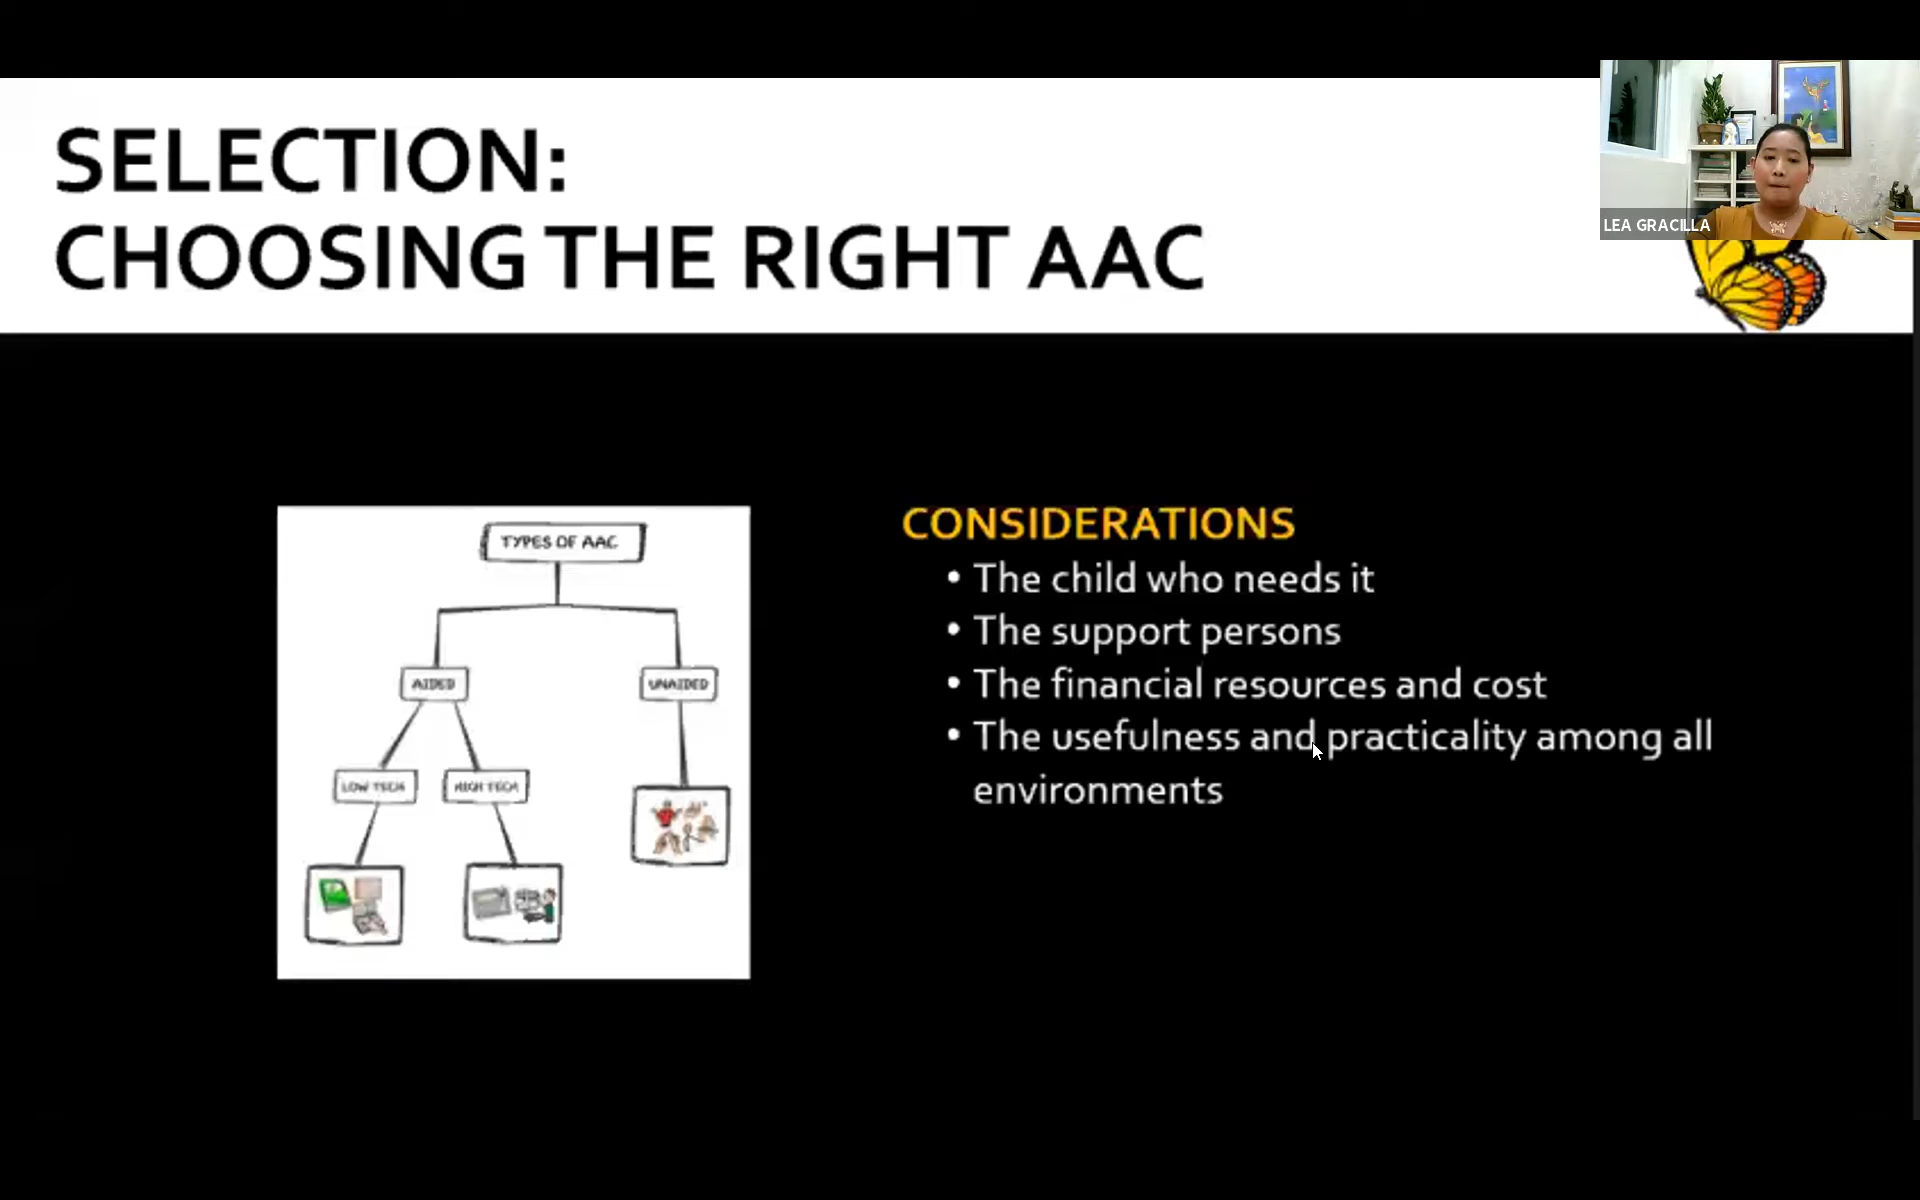 SELECTION:
CHOOSING THE RIGHT AAC
LEA GRACILLA
TYPES OF AAC
AIDED
UNAIDED
LOW TECH
HIGH TECH
CONSIDERATIONS
• The child who needs it
• The support persons
• The financial resources and cost
• The usefulness and practicality among all
environments